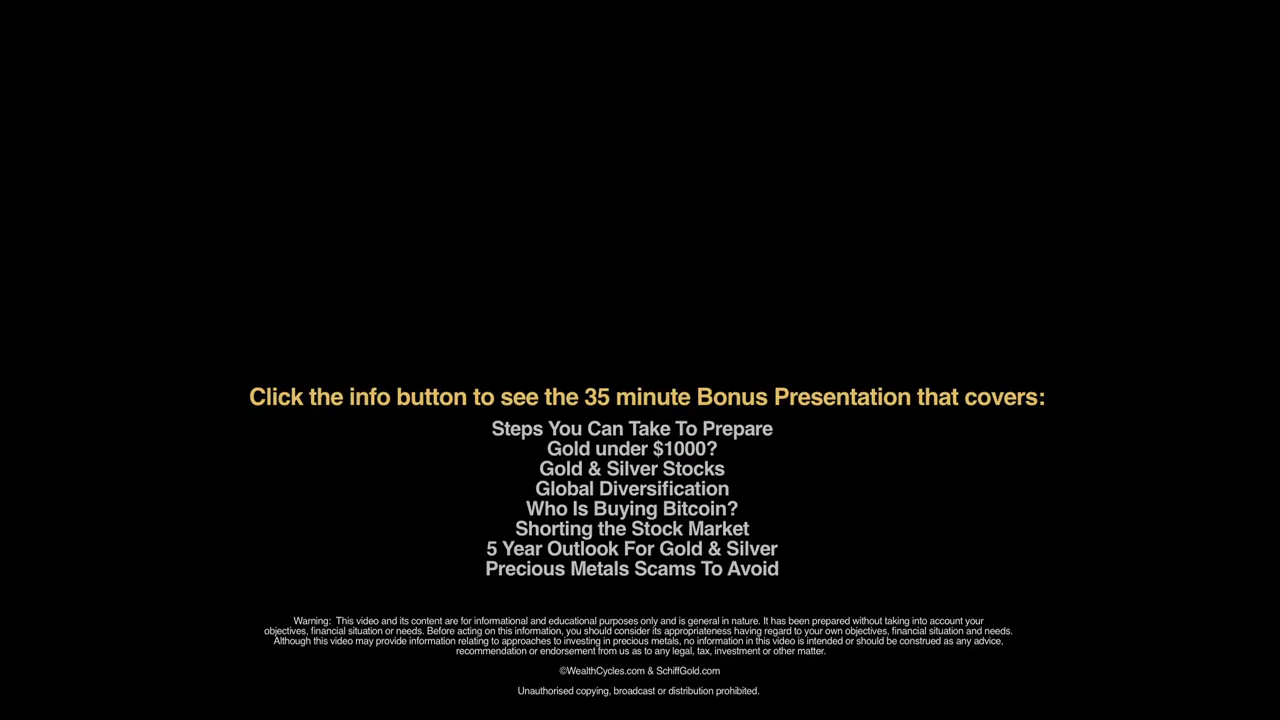 Click the info button to see the 35 minute Bonus Presentation that covers:
Steps You Can Take To Prepare
Gold under $1000?
Gold & Silver Stocks
Global Diversification
Who Is Buying Bitcoin?
Shorting the Stock Market
5 Year Outlook For Gold & Silver
Precious Metals Scams To Avoid
Warning:  This video and its content are for informational and educational purposes only and is general in nature. It has been prepared without taking into account your
objectives, financial situation or needs. Before acting on this information, you should consider its appropriateness having regard to your own objectives, financial situation and needs.
Although this video may provide information relating to approaches to investing in precious metals, no information in this video is intended or should be construed as any advice,
recommendation or endorsement from us as to any legal, tax, investment or other matter.
©WealthCycles.com & SchiffGold.com
Unauthorised copying, broadcast or distribution prohibited.